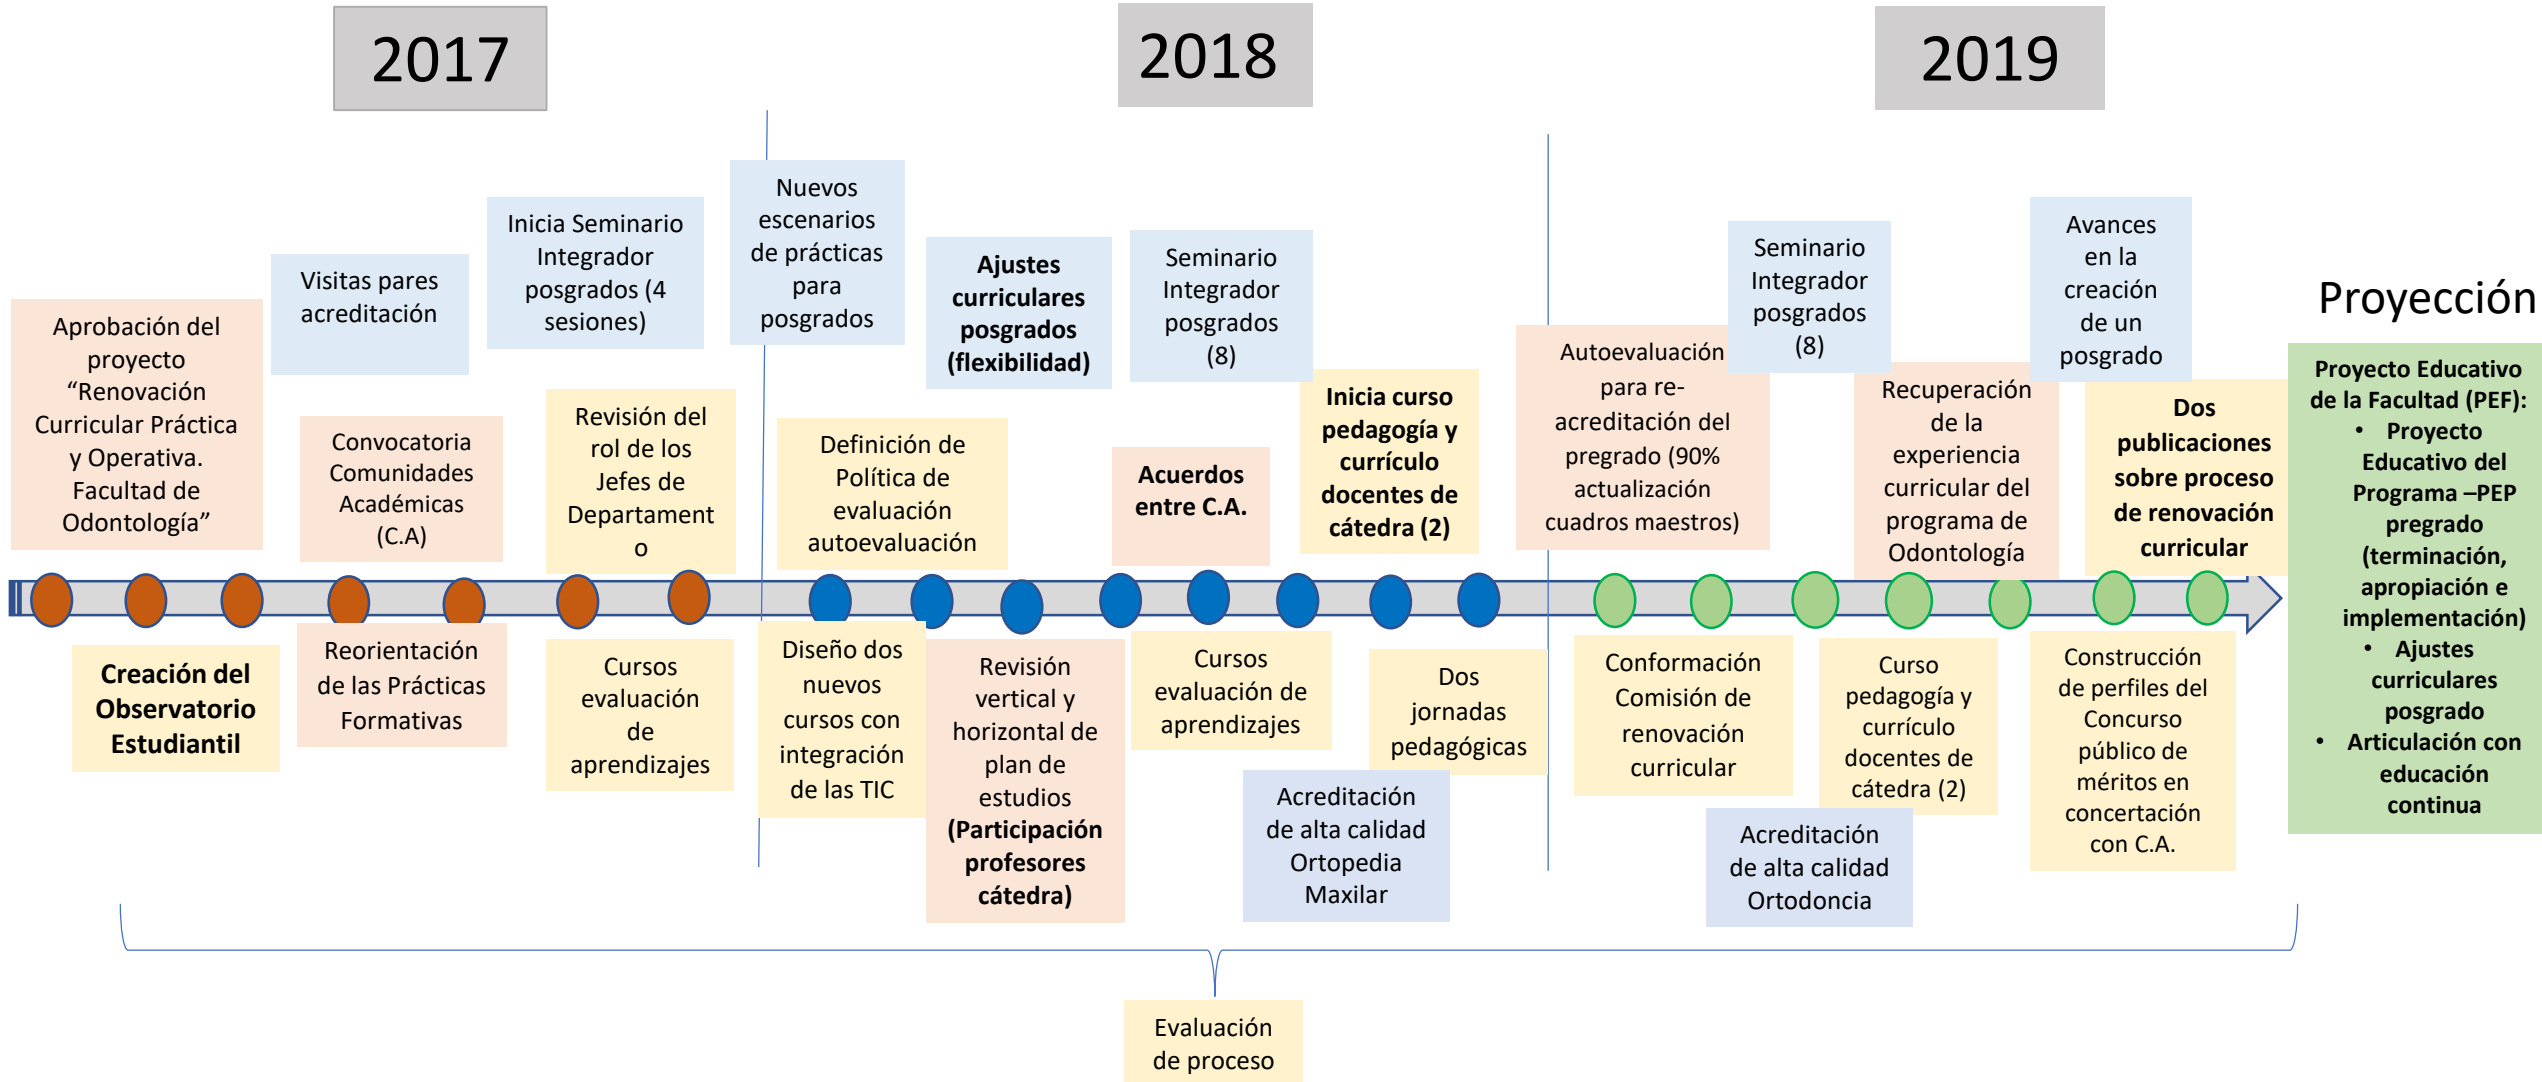 2017
2018
2019
Aprobación del
proyecto
“Renovación
Curricular Práctica
y Operativa.
Facultad de
Odontología”
Visitas pares
acreditación
Inicia Seminario
Integrador
posgrados (4
sesiones)
Convocatoria
Comunidades
Académicas
(C.A)
Revisión del
rol de los
Jefes de
Departament
o
Nuevos
escenarios
de prácticas
para
posgrados
Ajustes
curriculares
posgrados
(flexibilidad)
Seminario
Integrador
posgrados
(8)
Definición de
Política de
evaluación
autoevaluación
Acuerdos
entre C.A.
Inicia curso
pedagogía y
currículo
docentes de
cátedra (2)
Autoevaluación
para re-
acreditación del
pregrado (90%
actualización
cuadros maestros)
Seminario
Integrador
posgrados
(8)
Recuperación
de la
experiencia
curricular del
programa de
Odontología
Avances
en la
creación
de un
posgrado
Dos
publicaciones
sobre proceso
de renovación
curricular
Proyección
Proyecto Educativo
de la Facultad (PEF):
• Proyecto
Educativo del
Programa –PEP
pregrado
(terminación,
apropiación e
implementación)
• Ajustes
curriculares
posgrado
• Articulación con
educación
continua
Creación del
Observatorio
Estudiantil
Reorientación
de las Prácticas
Formativas
Cursos
evaluación
de
aprendizajes
Diseño dos
nuevos
cursos con
integración
de las TIC
Revisión
vertical y
horizontal de
plan de
estudios
(Participación
profesores
cátedra)
Cursos
evaluación de
aprendizajes
Dos
jornadas
pedagógicas
Acreditación
de alta calidad
Ortopedia
Maxilar
Conformación
Comisión de
renovación
curricular
Curso
pedagogía y
currículo
docentes de
cátedra (2)
Acreditación
de alta calidad
Ortodoncia
Construcción
de perfiles del
Concurso
público de
méritos en
concertación
con C.A.
Evaluación
de proceso